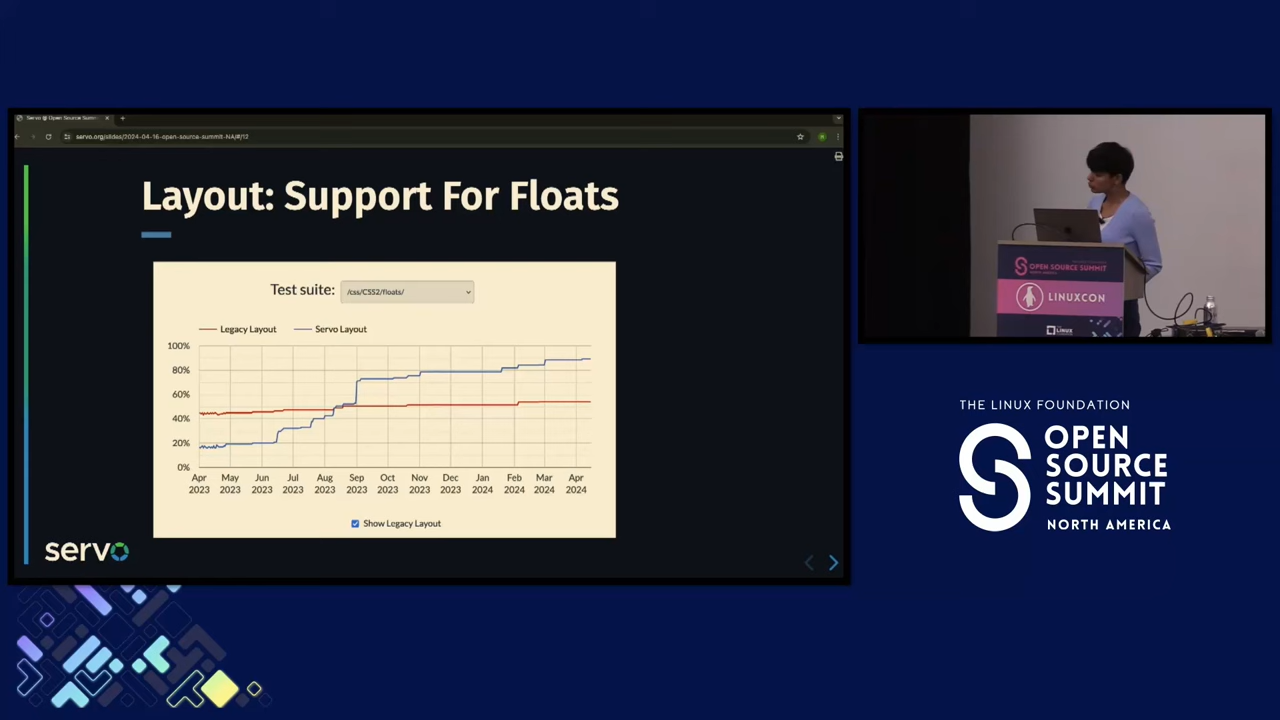 Servo @ Open Source Summ
servo.org/slides/2024-04-16-open-source-summit-NA/#/12
Layout: Support For Floats
Test suite: /css/CSS2/floats/
Legacy Layout Servo Layout
100%
80%
60%
40%
20%
0%
Apr 2023
May 2023
Jun 2023
Jul 2023
Aug 2023
Sep 2023
Oct 2023
Nov 2023
Dec 2023
Jan 2024
Feb 2024
Mar 2024
Apr 2024
Show Legacy Layout
servo
OPEN SOURCE SUMMIT
LINUXCON
LINUX
THE LINUX FOUNDATION
OPEN
SOURCE
SUMMIT
NORTH AMERICA